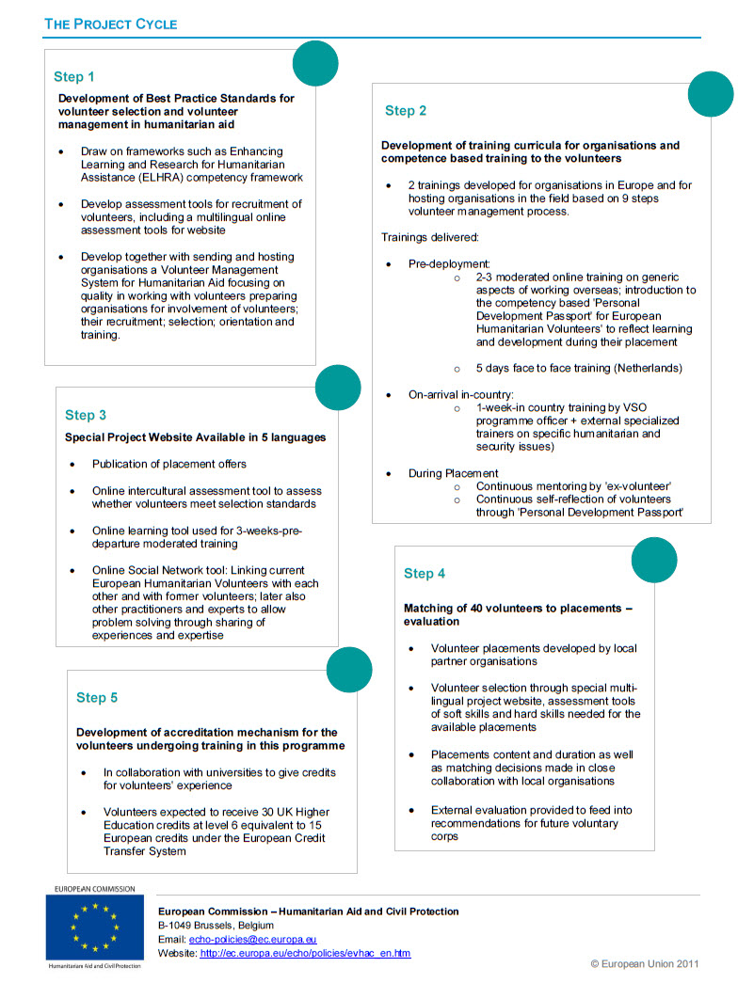 THE PROJECT CYCLE
Step 1
Development of Best Practice Standards for
volunteer selection and volunteer
management in humanitarian aid
• Draw on frameworks such as Enhancing
Learning and Research for Humanitarian
Assistance (ELHRA) competency framework
• Develop assessment tools for recruitment of
volunteers, including a multilingual online
assessment tools for website
• Develop together with sending and hosting
organisations a Volunteer Management
System for Humanitarian Aid focusing on
quality in working with volunteers preparing
organisations for involvement of volunteers;
their recruitment; selection; orientation and
training.
Step 2
Development of training curricula for organisations and
competence based training to the volunteers
• 2 trainings developed for organisations in Europe and for
hosting organisations in the field based on 9 steps
volunteer management process.
Trainings delivered:
• Pre-deployment:
o 2-3 moderated online training on generic
aspects of working overseas; introduction to
the competency based 'Personal
Development Passport' for European
Humanitarian Volunteers' to reflect learning
and development during their placement
o 5 days face to face training (Netherlands)
• On-arrival in-country:
o 1-week-in country training by VSO
programme officer + external specialized
trainers on specific humanitarian and
security issues)
• During Placement
o Continuous mentoring by 'ex-volunteer'
o Continuous self-reflection of volunteers
through 'Personal Development Passport'
Step 3
Special Project Website Available in 5 languages
• Publication of placement offers
• Online intercultural assessment tool to assess
whether volunteers meet selection standards
• Online learning tool used for 3-weeks-pre-
departure moderated training
• Online Social Network tool: Linking current
European Humanitarian Volunteers with each
other and with former volunteers; later also
other practitioners and experts to allow
problem solving through sharing of
experiences and expertise
Step 4
Matching of 40 volunteers to placements –
evaluation
• Volunteer placements developed by local
partner organisations
• Volunteer selection through special multi-
lingual project website, assessment tools
of soft skills and hard skills needed for the
available placements
• Placements content and duration as well
as matching decisions made in close
collaboration with local organisations
• External evaluation provided to feed into
recommendations for future voluntary
corps
Step 5
Development of accreditation mechanism for the
volunteers undergoing training in this programme
• In collaboration with universities to give credits
for volunteers' experience
• Volunteers expected to receive 30 UK Higher
Education credits at level 6 equivalent to 15
European credits under the European Credit
Transfer System
EUROPEAN COMMISSION
Humanitarian Aid and Civil Protection
European Commission – Humanitarian Aid and Civil Protection
B-1049 Brussels, Belgium
Email: echo-policies@ec.europa.eu
Website: http://ec.europa.eu/echo/policies/evhac_en.htm
© European Union 2011